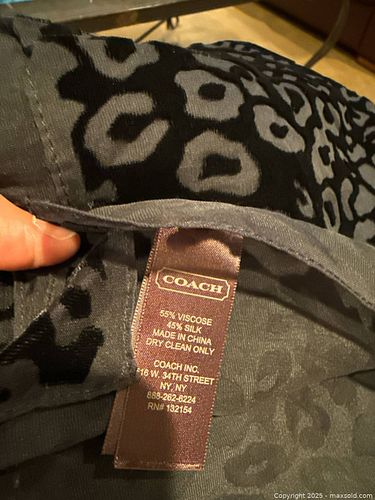 COACH
55% VISCOSE
45% SILK
MADE IN CHINA
DRY CLEAN ONLY
COACH INC.
16 W. 34TH STREET
NY, NY
888-262-6224
RN# 132154
Copyright 2025 - maxsold.com